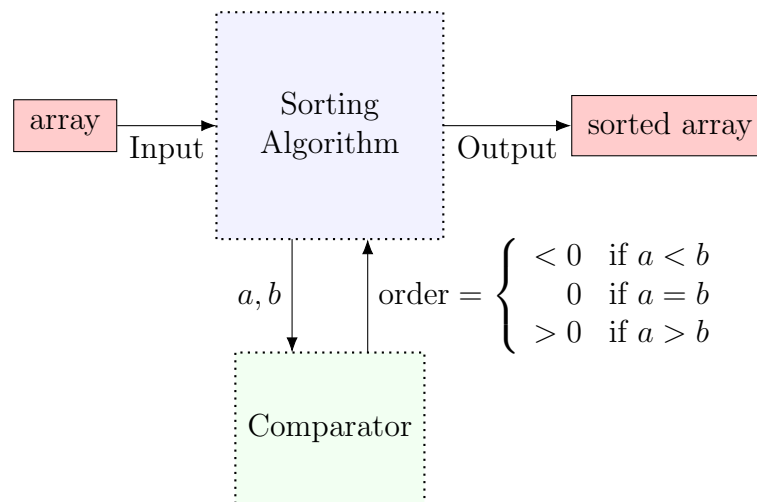 array
Input
Sorting
Algorithm
Output
sorted array
a, b
order = { < 0 if a < b
0 if a = b
> 0 if a > b
Comparator